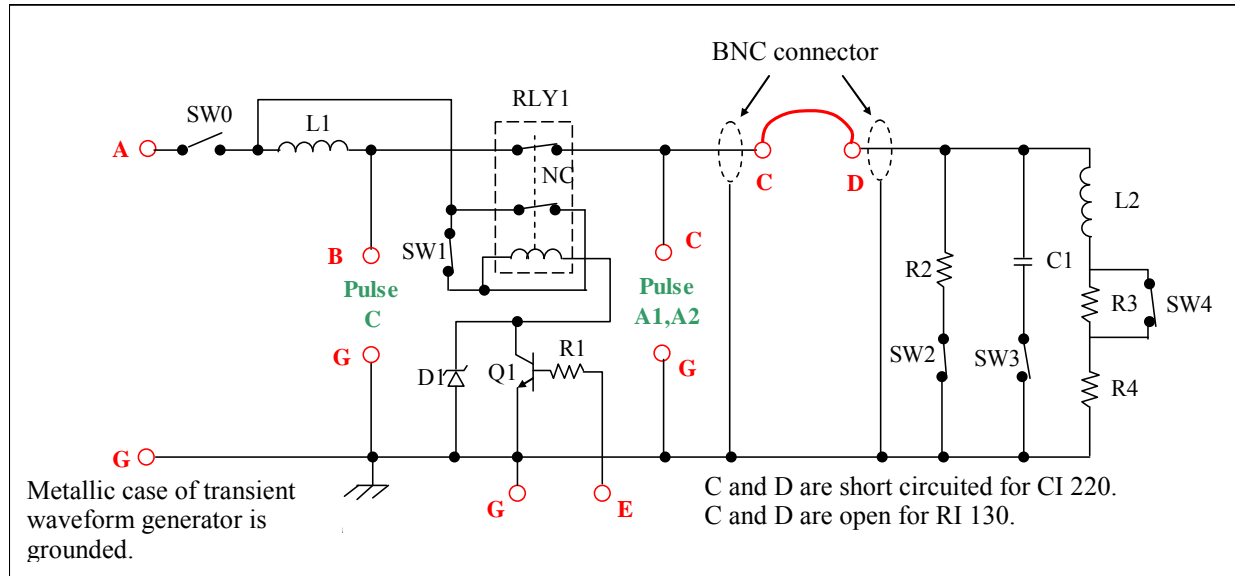 BNC connector
SW0
RLY1
L1
A
NC
C
D
L2
B
SW1
C
R2
C1
Pulse
C
Pulse
A1,A2
R3
SW4
G
D1
Q1
R1
G
SW2
SW3
R4
G
G
E
Metallic case of transient
waveform generator is
grounded.
C and D are short circuited for CI 220.
C and D are open for RI 130.